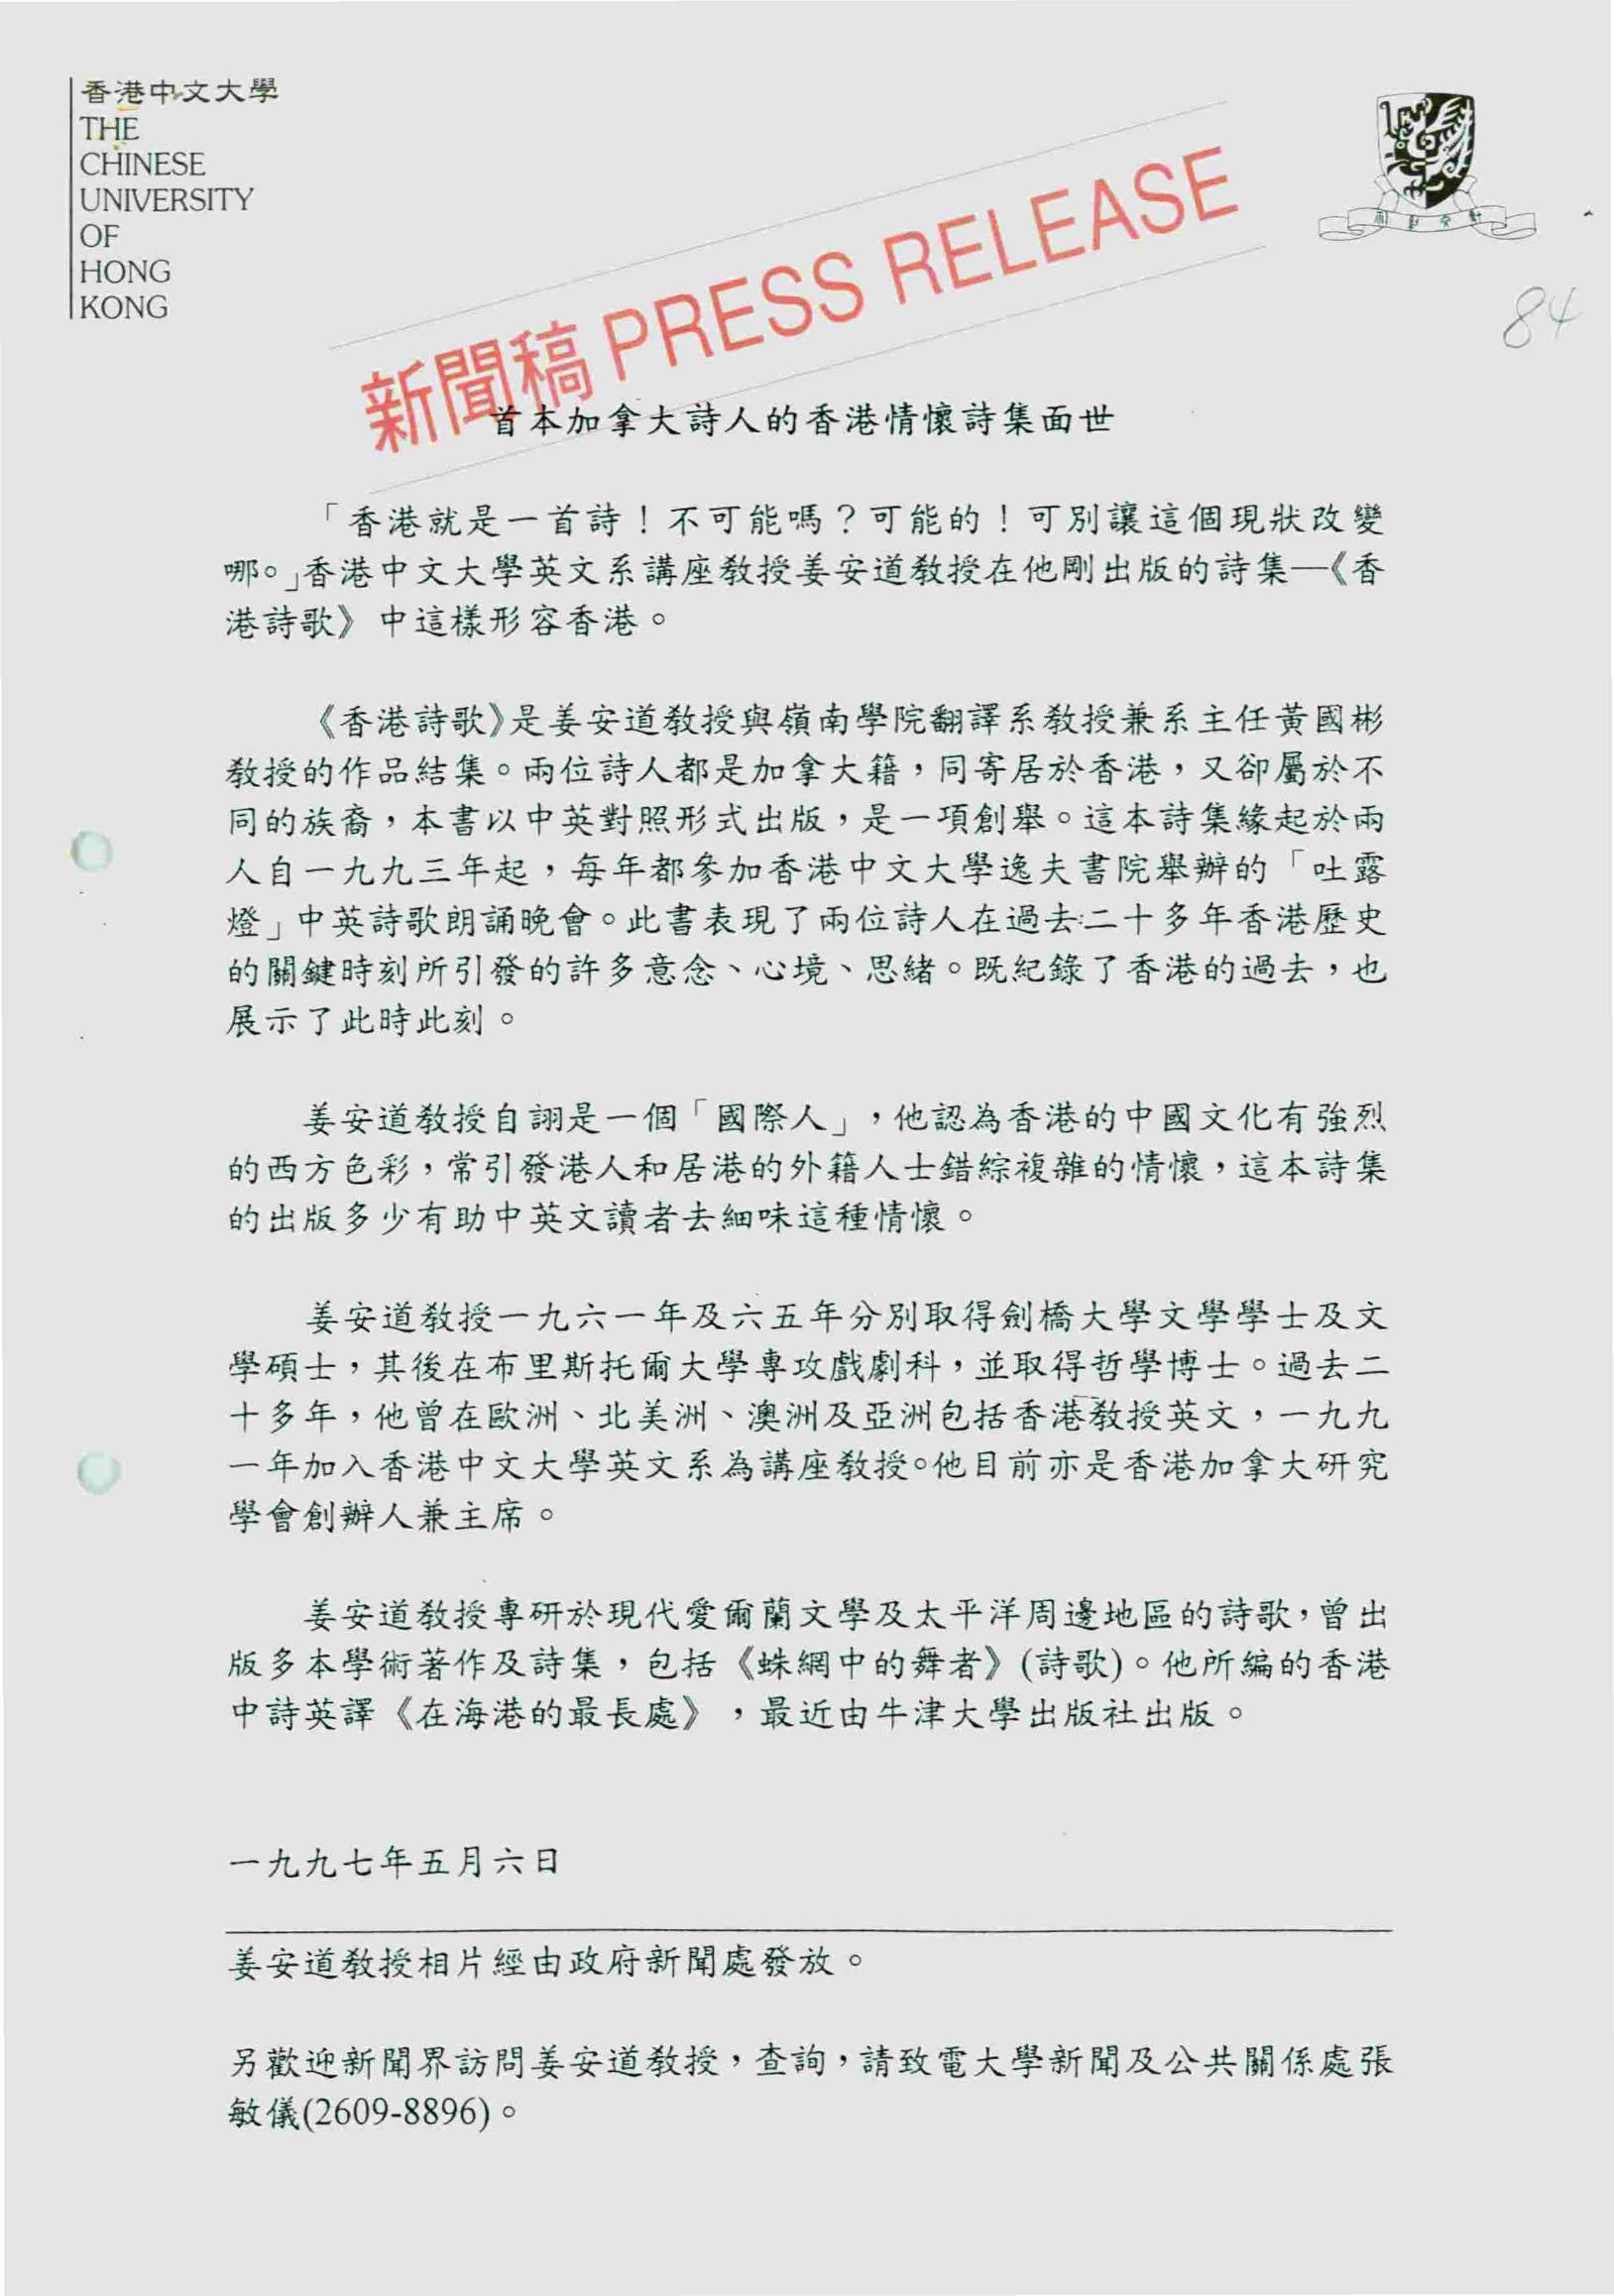 香港中文大學
THE
CHINESE
UNIVERSITY
OF
HONG
KONG
新聞稿 PRESS RELEASE
84
首本加拿大詩人的香港情懷詩集面世
「香港就是一首詩！不可能嗎？可能的！可別讓這個現狀改變
哪。」香港中文大學英文系講座教授姜安道教授在他剛出版的詩集—《香
港詩歌》中這樣形容香港。
《香港詩歌》是姜安道教授與嶺南學院翻譯系教授兼系主任黃國彬
教授的作品結集。兩位詩人都是加拿大籍，同寄居於香港，又卻屬於不
同的族裔，本書以中英對照形式出版，是一項創舉。這本詩集緣起於兩
人自一九九三年起，每年都參加香港中文大學逸夫書院舉辦的「吐露
燈」中英詩歌朗誦晚會。此書表現了兩位詩人在過去二十多年香港歷史
的關鍵時刻所引發的許多意念、心境、思緒。既紀錄了香港的過去，也
展示了此時此刻。
姜安道教授自詡是一個「國際人」，他認為香港的中國文化有強烈
的西方色彩，常引發港人和居港的外籍人士錯綜複雜的情懷，這本詩集
的出版多少有助中英文讀者去細味這種情懷。
姜安道教授一九六一年及六五年分別取得劍橋大學文學學士及文
學碩士，其後在布里斯托爾大學專攻戲劇科，並取得哲學博士。過去二
十多年，他曾在歐洲、北美洲、澳洲及亞洲包括香港教授英文，一九九
一年加入香港中文大學英文系為講座教授。他目前亦是香港加拿大研究
學會創辦人兼主席。
姜安道教授專研於現代愛爾蘭文學及太平洋周邊地區的詩歌，曾出
版多本學術著作及詩集，包括《蛛網中的舞者》(詩歌)。他所編的香港
中詩英譯《在海港的最長處》，最近由牛津大學出版社出版。
一九九七年五月六日
姜安道教授相片經由政府新聞處發放。
另歡迎新聞界訪問姜安道教授，查詢，請致電大學新聞及公共關係處張
敏儀(2609-8896)。